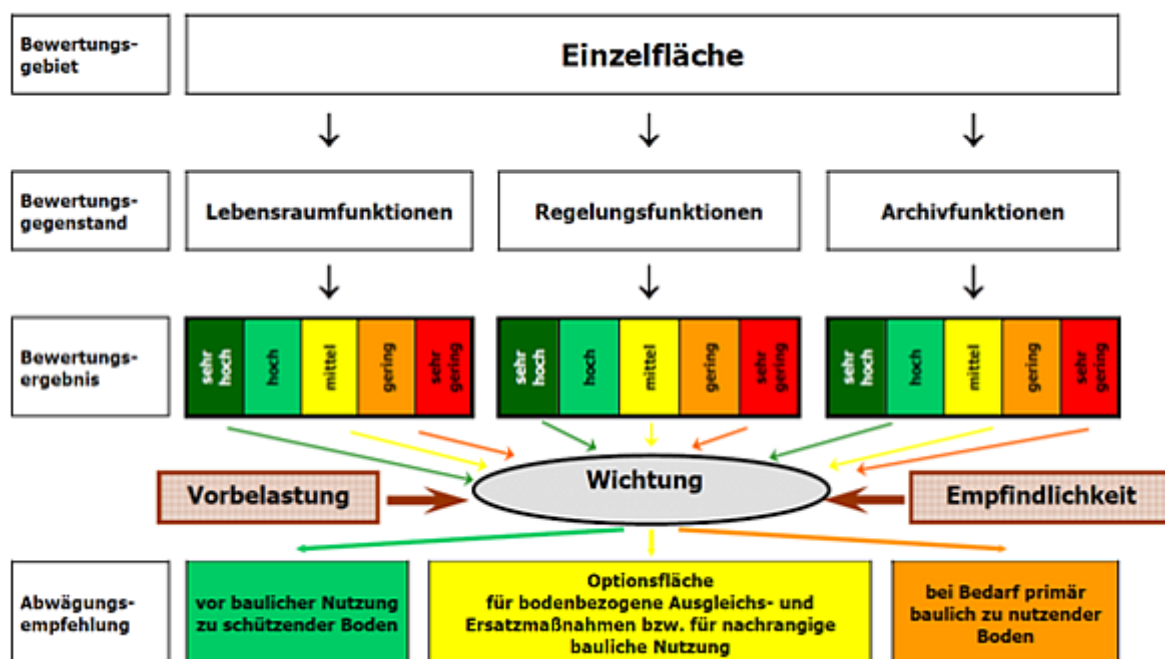 Bewertungs-
gebiet
Einzelfläche
Bewertungs-
gegenstand
Lebensraumfunktionen
Regelungsfunktionen
Archivfunktionen
Bewertungs-
ergebnis
sehr
hoch
hoch
mittel
gering
sehr
gering
sehr
hoch
hoch
mittel
gering
sehr
gering
sehr
hoch
hoch
mittel
gering
sehr
gering
Wichtung
Vorbelastung
Empfindlichkeit
Abwägungs-
empfehlung
vor baulicher Nutzung
zu schützender Boden
Optionsfläche
für bodenbezogene Ausgleichs- und
Ersatzmaßnahmen bzw. für nachrangige
bauliche Nutzung
bei Bedarf primär
baulich zu nutzender
Boden